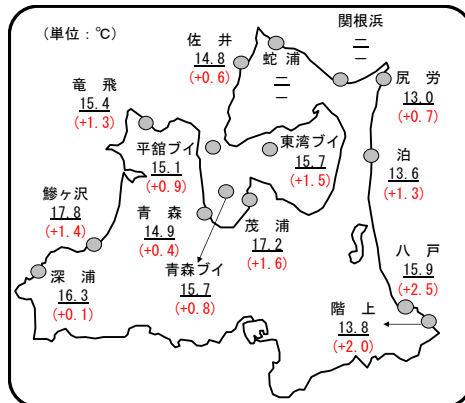 (単位：℃)
関根浜
―
―
佐 井
14.8
(+0.6)
蛇 浦
―
―
尻 労
13.0
(+0.7)
竜 飛
15.4
(+1.3)
平舘ブイ
15.1
(+0.9)
東湾ブイ
15.7
(+1.5)
泊
13.6
(+1.3)
鰺ヶ沢
17.8
(+1.4)
青 森
14.9
(+0.4)
茂 浦
17.2
(+1.6)
青森ブイ
15.7
(+0.8)
深 浦
16.3
(+0.1)
八 戸
15.9
(+2.5)
階 上
13.8
(+2.0)